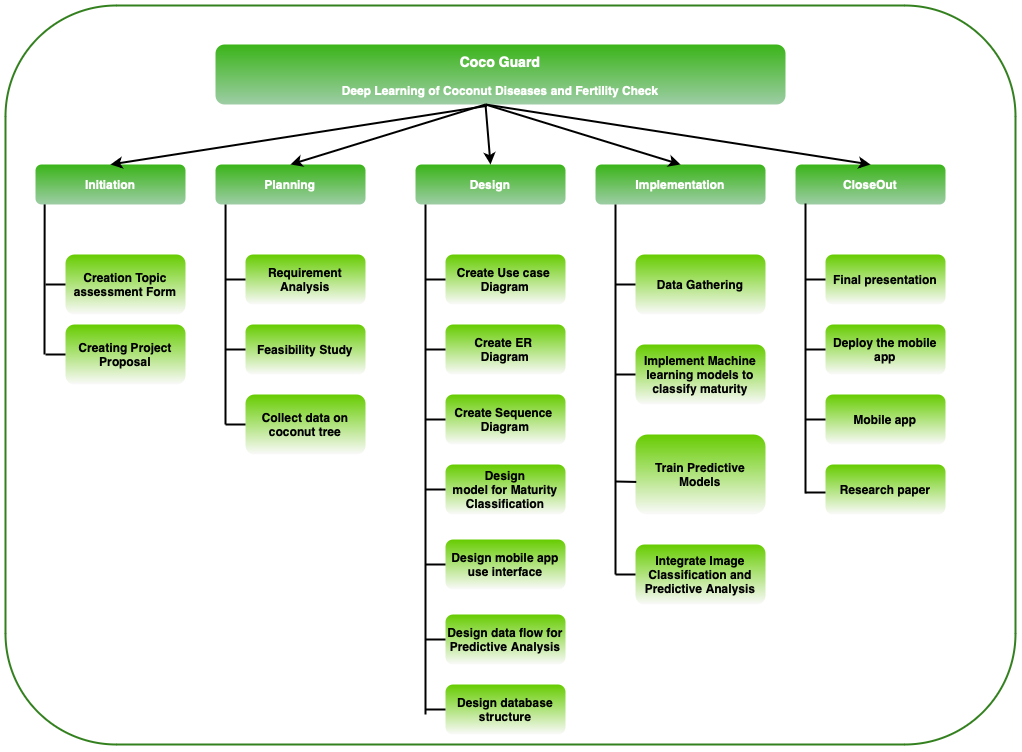 Coco Guard
Deep Learning of Coconut Diseases and Fertility Check
Initiation
Planning
Design
Implementation
CloseOut
Creation Topic
assessment Form
Creating Project
Proposal
Requirement
Analysis
Feasibility Study
Collect data on
coconut tree
Create Use case
Diagram
Create ER
Diagram
Create Sequence
Diagram
Design
model for Maturity
Classification
Design mobile app
use interface
Design data flow for
Predictive Analysis
Design database
structure
Data Gathering
Implement Machine
learning models to
classify maturity
Train Predictive
Models
Integrate Image
Classification and
Predictive Analysis
Final presentation
Deploy the mobile
app
Mobile app
Research paper